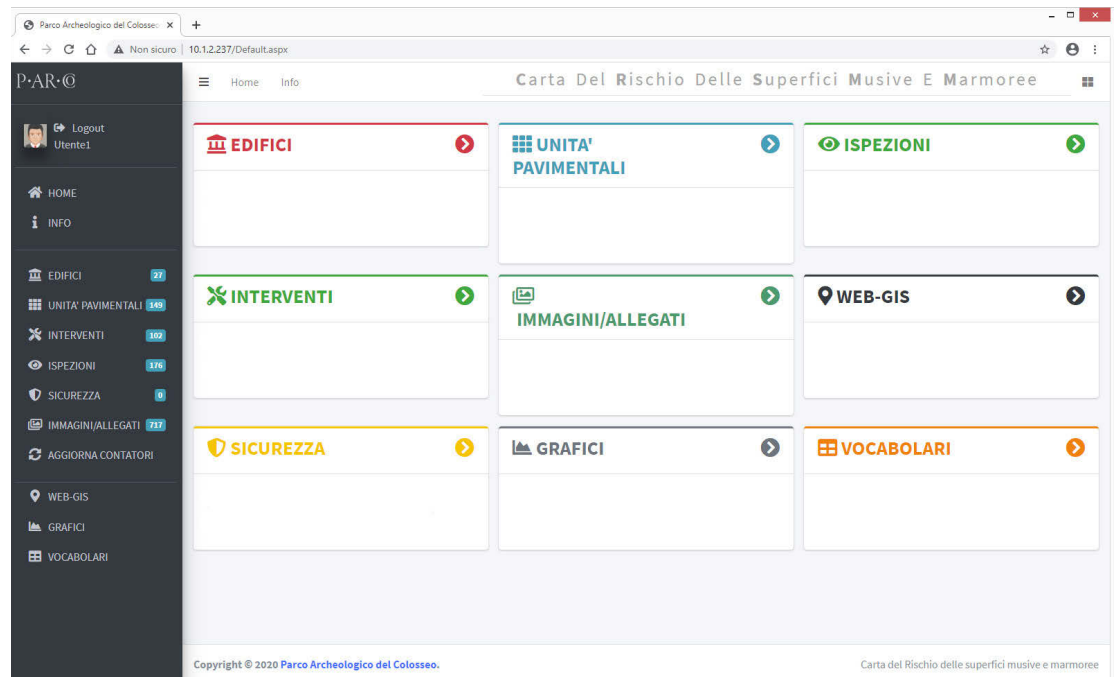 Parco Archeologico del Colosse
Non sicuro | 10.1.2.237/Default.aspx
P·AR·CO
Home Info
Carta Del Rischio Delle Superfici Musive E Marmoree
Logout
Utente1
HOME
INFO
EDIFICI 27
UNITA' PAVIMENTALI 149
INTERVENTI 102
ISPEZIONI 176
SICUREZZA 0
IMMAGINI/ALLEGATI 717
AGGIORNA CONTATORI
WEB-GIS
GRAFICI
VOCABOLARI
EDIFICI
UNITA'
PAVIMENTALI
ISPEZIONI
INTERVENTI
IMMAGINI/ALLEGATI
WEB-GIS
SICUREZZA
GRAFICI
VOCABOLARI
Copyright © 2020 Parco Archeologico del Colosseo.
Carta del Rischio delle superfici musive e marmoree